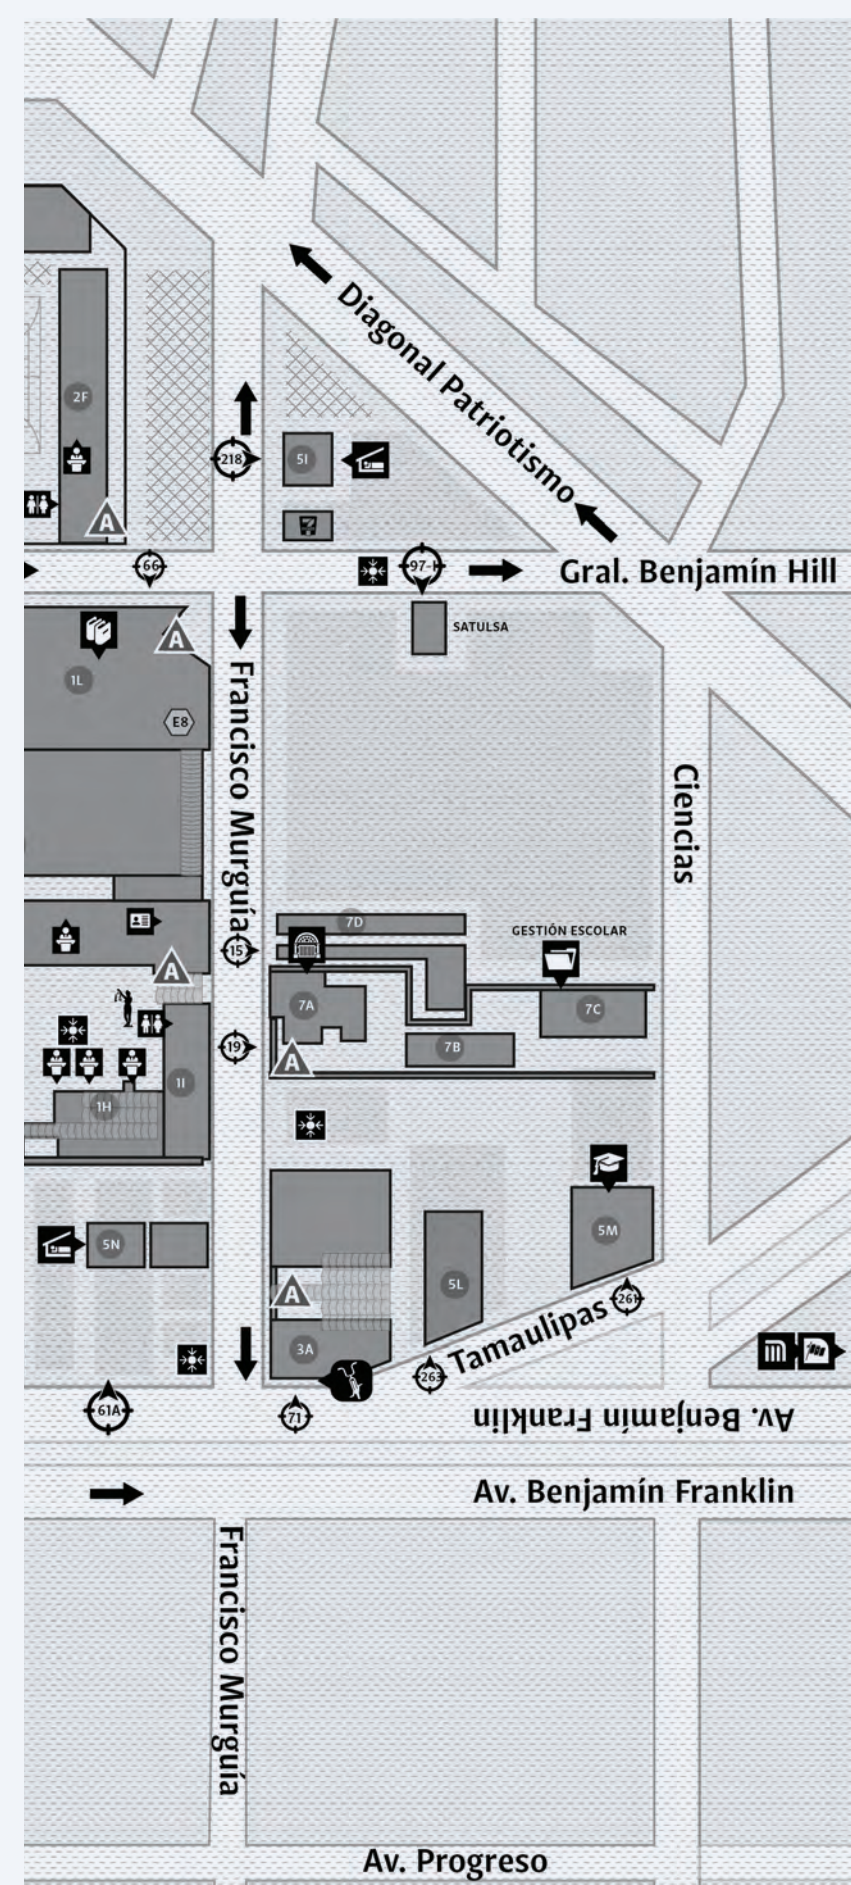 Diagonal Patriotismo
2F
A
218
5I
66
97-I
Gral. Benjamín Hill
SATULSA
A
1L
E8
Francisco Murguía
Ciencias
7D
GESTIÓN ESCOLAR
15
A
7A
7C
19
7B
A
1I
1H
5M
5N
5L
A
261
Tamaulipas
3A
263
61A
71
Av. Benjamín Franklin
Av. Benjamín Franklin
Francisco Murguía
Av. Progreso